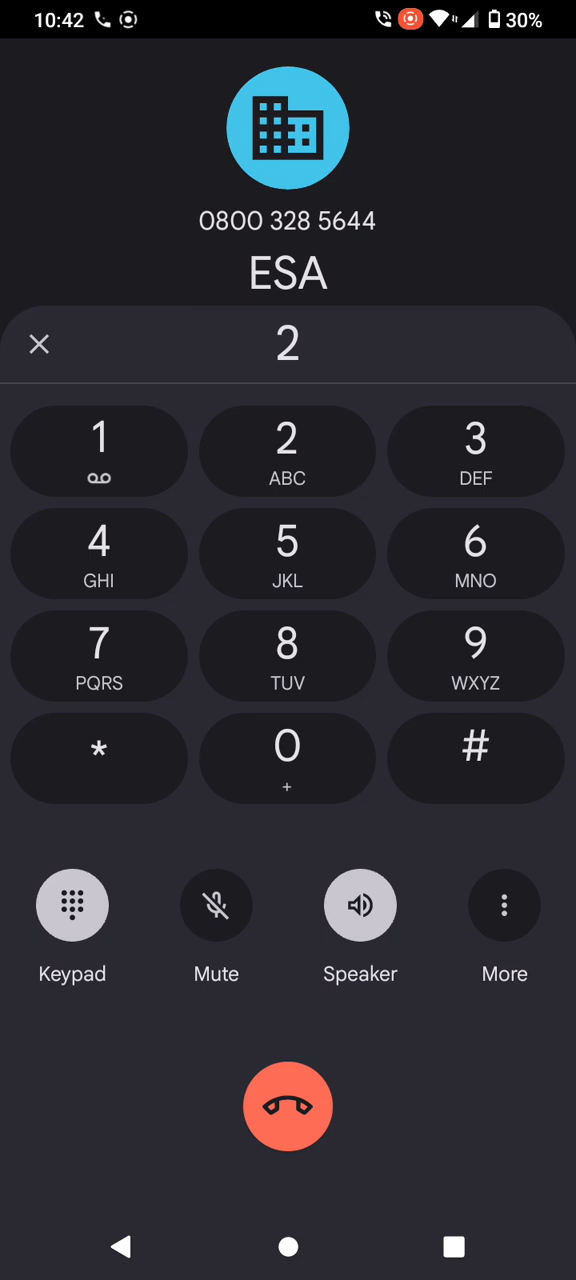 10:42 30%
0800 328 5644
ESA
2
1 2 3
ABC DEF
4 5 6
GHI JKL MNO
7 8 9
PQRS TUV WXYZ
* 0 #
+
Keypad Mute Speaker More